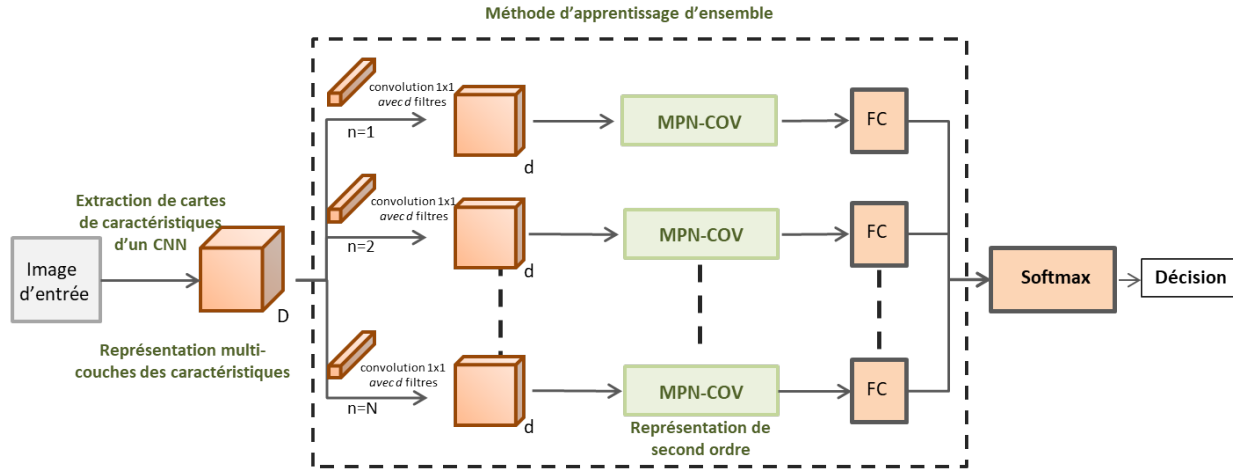 Méthode d'apprentissage d'ensemble
convolution 1x1
avec d filtres
n=1
d
MPN-COV
FC
Extraction de cartes
de caractéristiques
d'un CNN
convolution 1x1
avec d filtres
n=2
d
MPN-COV
FC
Image
d'entrée
D
Softmax
Décision
Représentation multi-
couches des caractéristiques
convolution 1x1
avec d filtres
n=N
d
MPN-COV
FC
Représentation de
second ordre